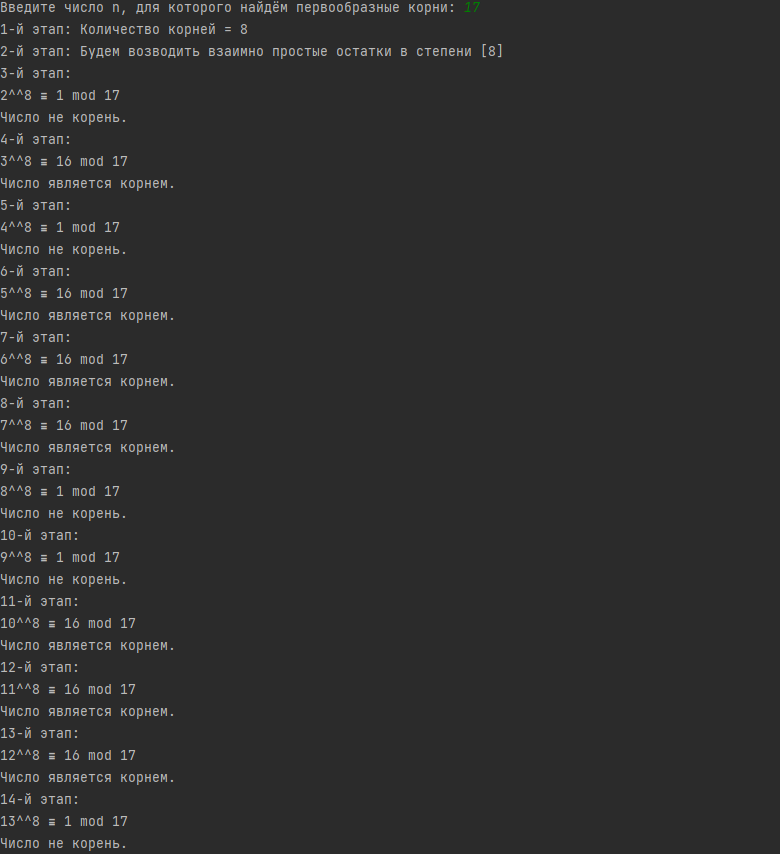 Введите число n, для которого найдём первообразные корни: 17
1-й этап: Количество корней = 8
2-й этап: Будем возводить взаимно простые остатки в степени [8]
3-й этап:
2^^8 ≡ 1 mod 17
Число не корень.
4-й этап:
3^^8 ≡ 16 mod 17
Число является корнем.
5-й этап:
4^^8 ≡ 1 mod 17
Число не корень.
6-й этап:
5^^8 ≡ 16 mod 17
Число является корнем.
7-й этап:
6^^8 ≡ 16 mod 17
Число является корнем.
8-й этап:
7^^8 ≡ 16 mod 17
Число является корнем.
9-й этап:
8^^8 ≡ 1 mod 17
Число не корень.
10-й этап:
9^^8 ≡ 1 mod 17
Число не корень.
11-й этап:
10^^8 ≡ 16 mod 17
Число является корнем.
12-й этап:
11^^8 ≡ 16 mod 17
Число является корнем.
13-й этап:
12^^8 ≡ 16 mod 17
Число является корнем.
14-й этап:
13^^8 ≡ 1 mod 17
Число не корень.